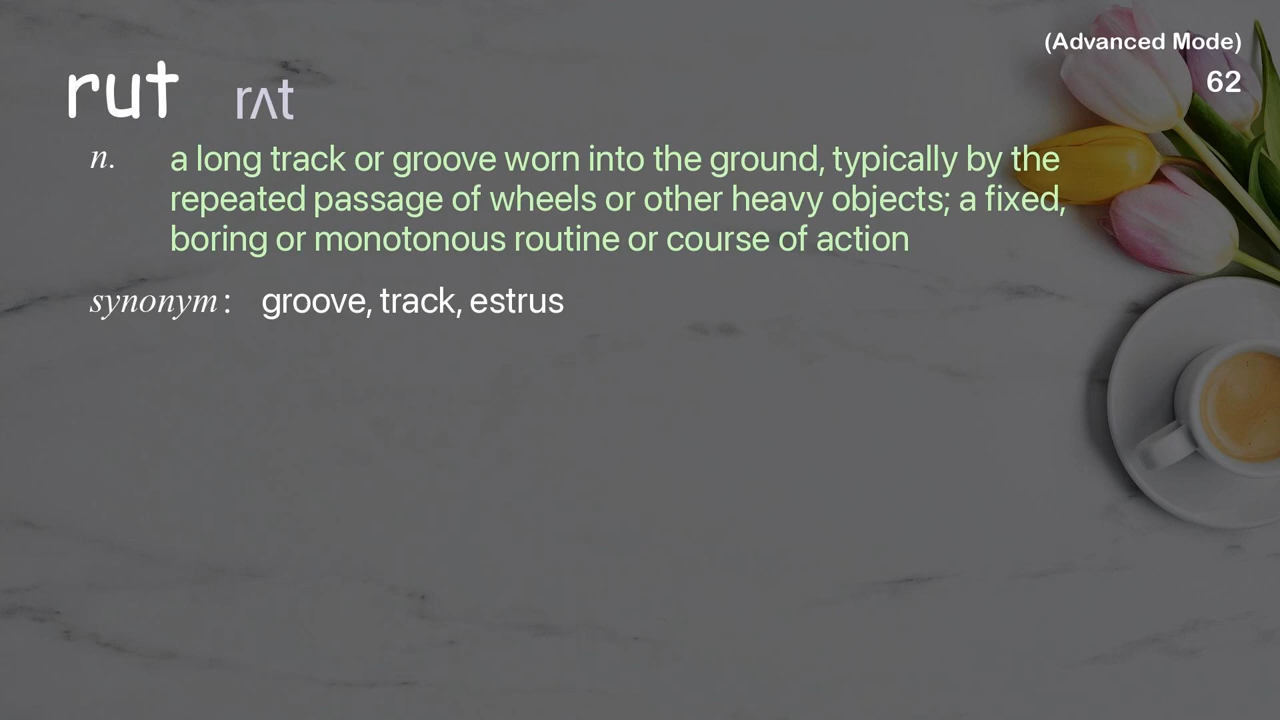 (Advanced Mode)
62
rut rʌt
n. a long track or groove worn into the ground, typically by the
repeated passage of wheels or other heavy objects; a fixed,
boring or monotonous routine or course of action
synonym: groove, track, estrus